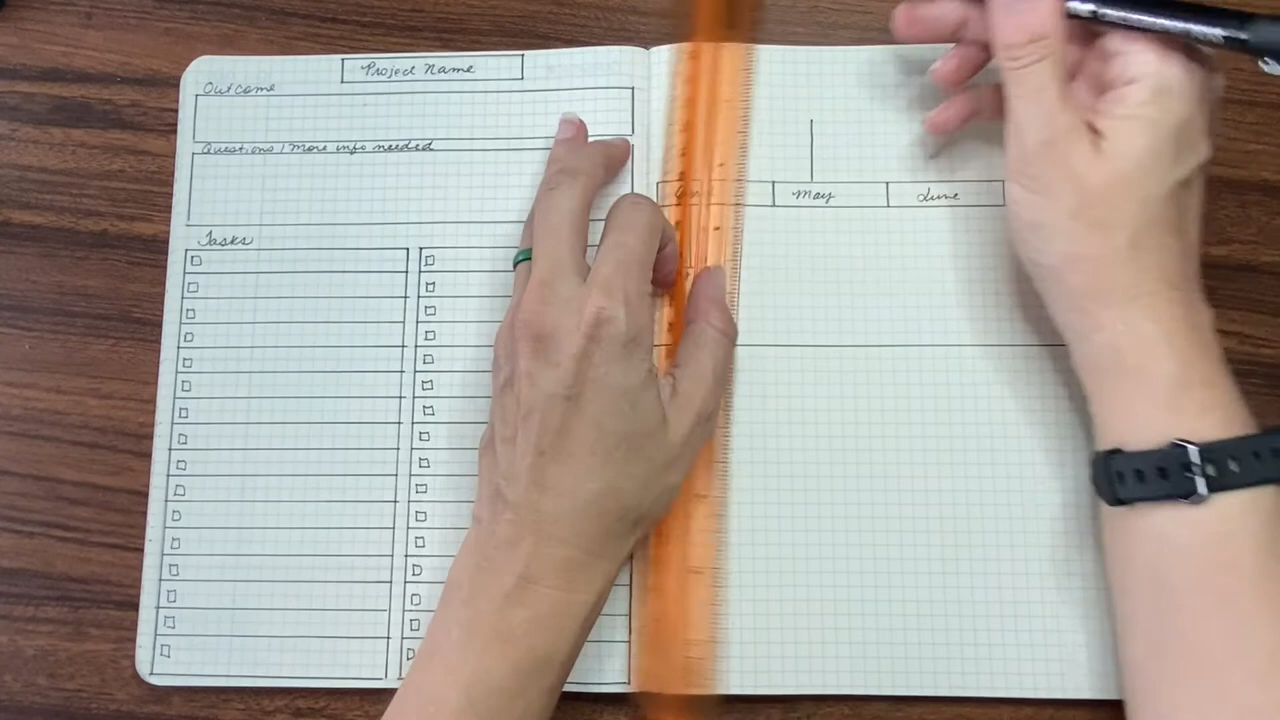 Project Name
Outcome
Questions / More info needed
Tasks
May
June